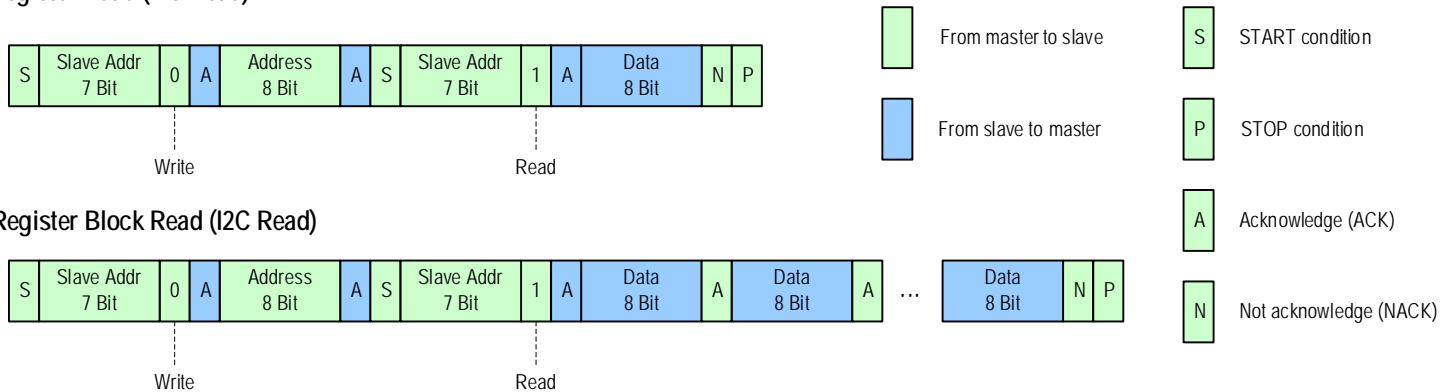 S Slave Addr 7 Bit 0 A Address 8 Bit A S Slave Addr 7 Bit 1 A Data 8 Bit N P
Write Read
From master to slave
From slave to master
S START condition
P STOP condition
A Acknowledge (ACK)
N Not acknowledge (NACK)
Register Block Read (I2C Read)
S Slave Addr 7 Bit 0 A Address 8 Bit A S Slave Addr 7 Bit 1 A Data 8 Bit A Data 8 Bit A ... Data 8 Bit N P
Write Read